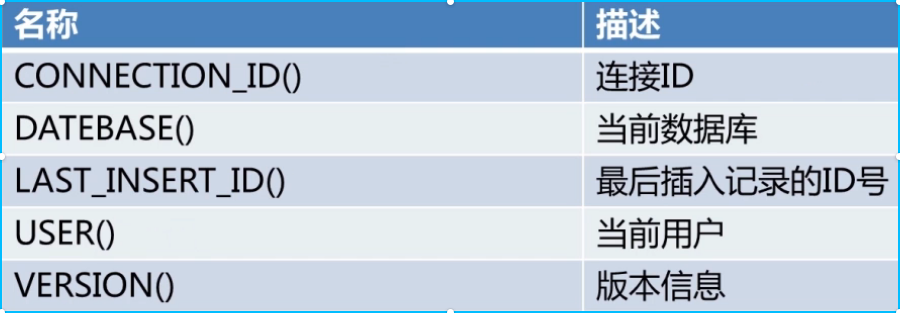 名称 描述
CONNECTION_ID() 连接ID
DATEBASE() 当前数据库
LAST_INSERT_ID() 最后插入记录的ID号
USER() 当前用户
VERSION() 版本信息